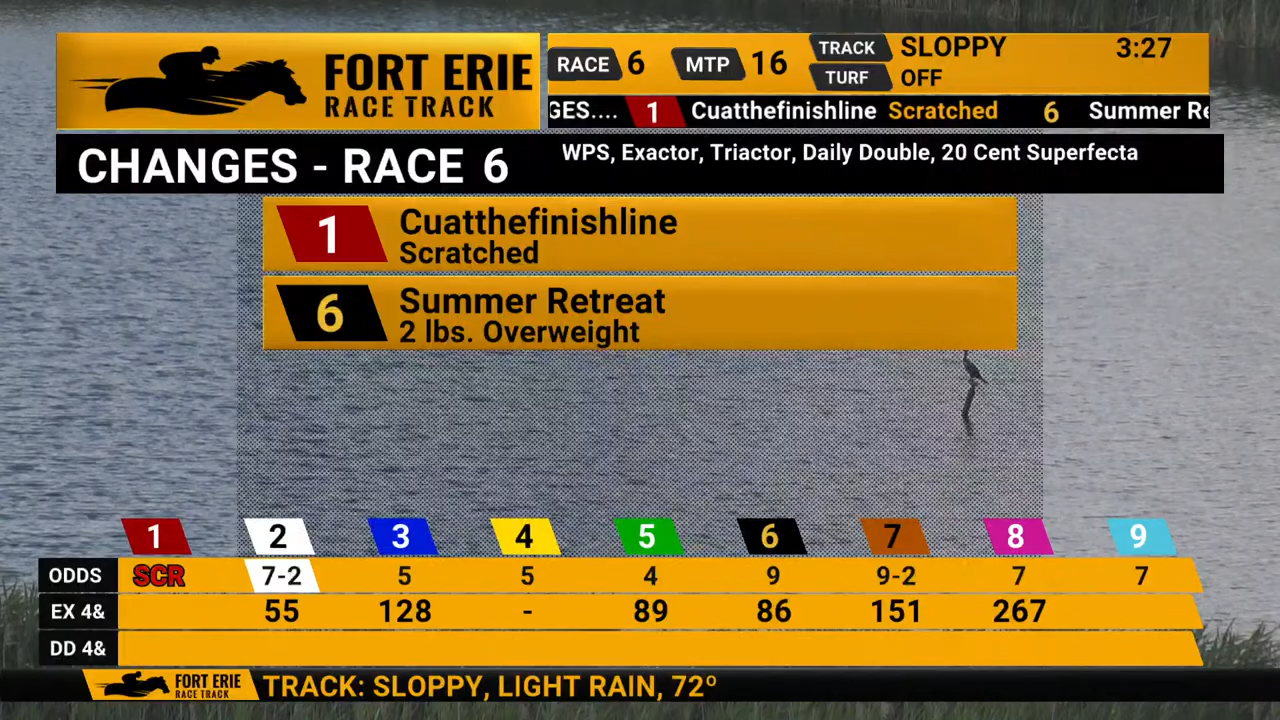 FORT ERIE
RACE TRACK
RACE 6 MTP 16 TRACK SLOPPY 3:27
TURF OFF
GES.... 1 Cuatthefinishline Scratched 6 Summer Re
CHANGES - RACE 6
WPS, Exactor, Triactor, Daily Double, 20 Cent Superfecta
1 Cuatthefinishline
Scratched
6 Summer Retreat
2 lbs. Overweight
1 2 3 4 5 6 7 8 9
ODDS SCR 7-2 5 5 4 9 9-2 7 7
EX 4& 55 128 - 89 86 151 267
DD 4&
FORT ERIE
RACE TRACK
TRACK: SLOPPY, LIGHT RAIN, 72º